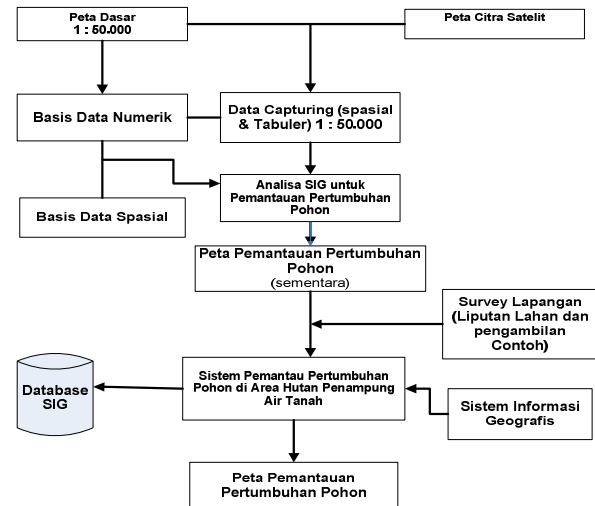 Peta Dasar
1 : 50.000
Peta Citra Satelit
Basis Data Numerik
Data Capturing (spasial
& Tabuler) 1 : 50.000
Analisa SIG untuk
Pemantauan Pertumbuhan
Pohon
Basis Data Spasial
Peta Pemantauan Pertumbuhan
Pohon
(sementara)
Survey Lapangan
(Liputan Lahan dan
pengambilan
Contoh)
Database
SIG
Sistem Pemantau Pertumbuhan
Pohon di Area Hutan Penampung
Air Tanah
Sistem Informasi
Geografis
Peta Pemantauan
Pertumbuhan Pohon